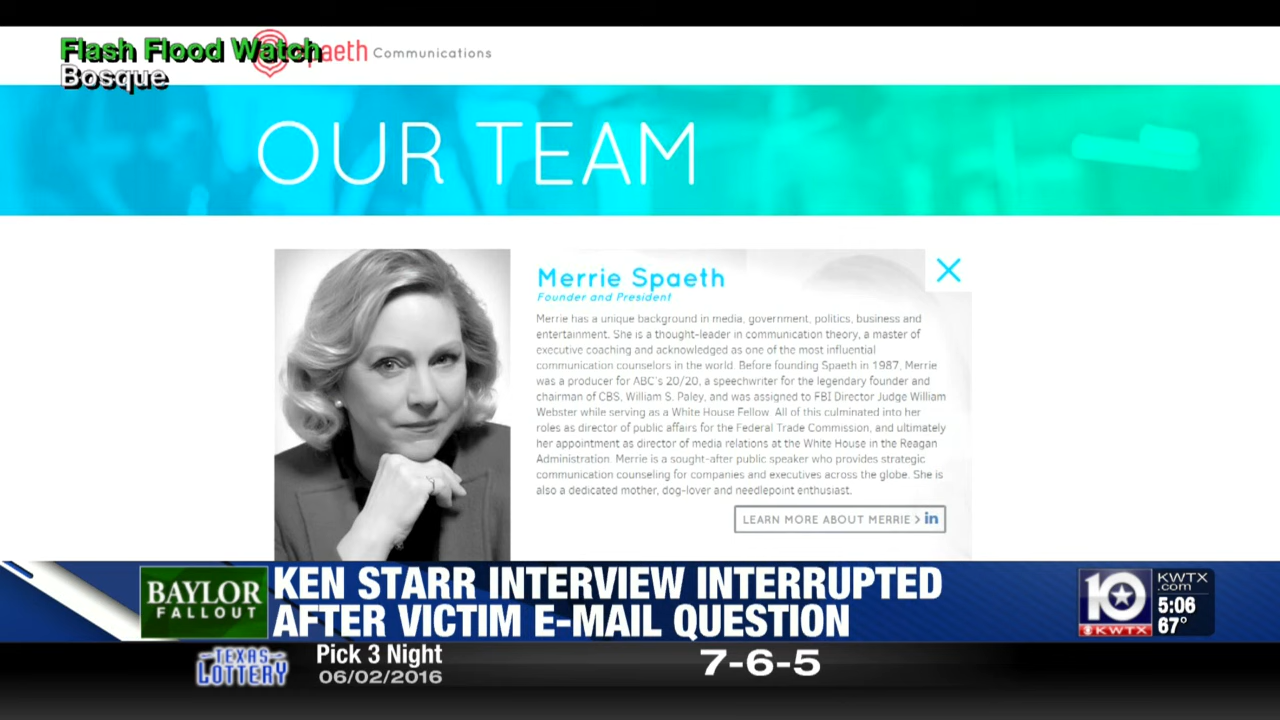 Flash Flood Watch
Bosque
spaeth Communications
OUR TEAM
Merrie Spaeth
Founder and President
Merrie has a unique background in media, government, politics, business and
entertainment. She is a thought-leader in communication theory, a master of
executive coaching and acknowledged as one of the most influential
communication counselors in the world. Before founding Spaeth in 1987, Merrie
was a producer for ABC's 20/20, a speechwriter for the legendary founder and
chairman of CBS, William S. Paley, and was assigned to FBI Director Judge William
Webster while serving as a White House Fellow. All of this culminated into her
roles as director of public affairs for the Federal Trade Commission, and ultimately
her appointment as director of media relations at the White House in the Reagan
Administration. Merrie is a sought-after public speaker who provides strategic
communication counseling for companies and executives across the globe. She is
also a dedicated mother, dog-lover and needlepoint enthusiast.
LEARN MORE ABOUT MERRIE > in
BAYLOR
FALLOUT
KEN STARR INTERVIEW INTERRUPTED
AFTER VICTIM E-MAIL QUESTION
10
KWTX
KWTX
.com
5:06
67°
TEXAS
LOTTERY
Pick 3 Night
06/02/2016
7-6-5